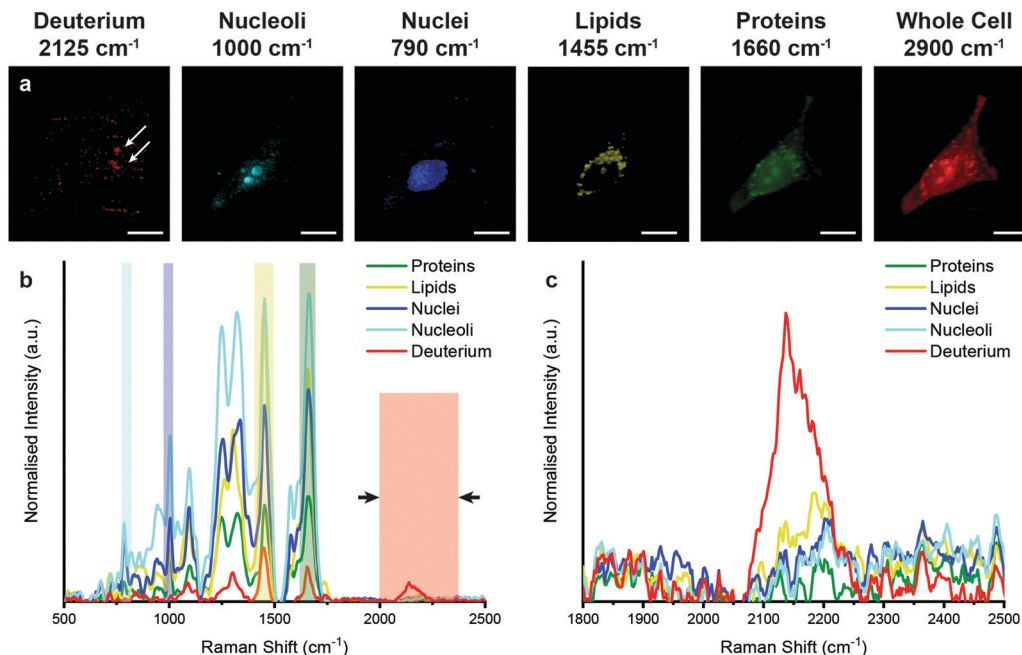 Deuterium Nucleoli Nuclei Lipids Proteins Whole Cell
2125 cm⁻¹ 1000 cm⁻¹ 790 cm⁻¹ 1455 cm⁻¹ 1660 cm⁻¹ 2900 cm⁻¹
a
b
Proteins
Lipids
Nuclei
Nucleoli
Deuterium
Normalised Intensity (a.u.)
500 1000 1500 2000 2500
Raman Shift (cm⁻¹)
c
Proteins
Lipids
Nuclei
Nucleoli
Deuterium
Normalised Intensity (a.u.)
1800 1900 2000 2100 2200 2300 2400 2500
Raman Shift (cm⁻¹)